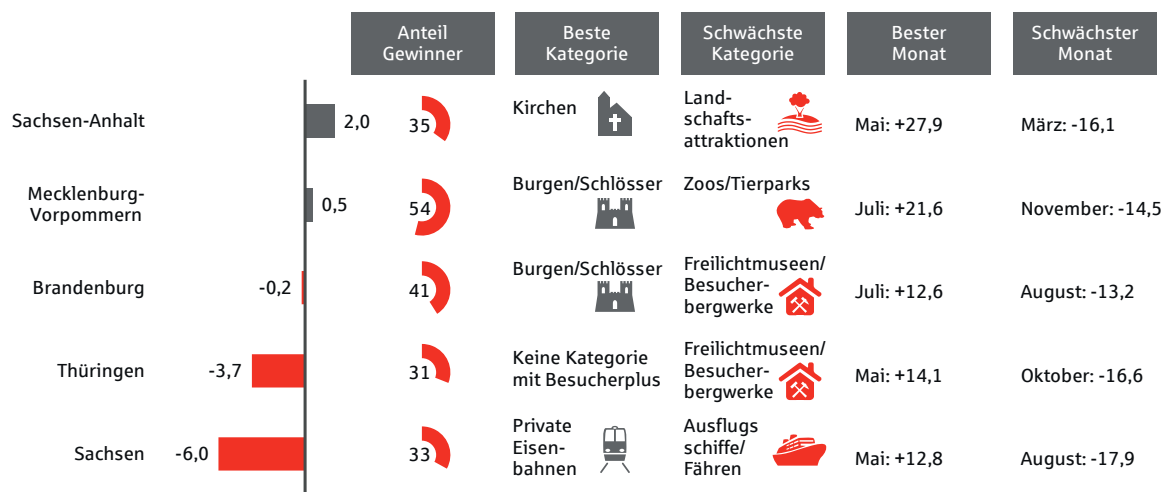 Anteil
Gewinner
Beste
Kategorie
Schwächste
Kategorie
Bester
Monat
Schwächster
Monat
Sachsen-Anhalt
2,0
35
Kirchen
Land-
schafts-
attraktionen
Mai: +27,9
März: -16,1
Mecklenburg-
Vorpommern
0,5
54
Burgen/Schlösser
Zoos/Tierparks
Juli: +21,6
November: -14,5
Brandenburg
-0,2
41
Burgen/Schlösser
Freilichtmuseen/
Besucher-
bergwerke
Juli: +12,6
August: -13,2
Thüringen
-3,7
31
Keine Kategorie
mit Besucherplus
Freilichtmuseen/
Besucher-
bergwerke
Mai: +14,1
Oktober: -16,6
Sachsen
-6,0
33
Private
Eisen-
bahnen
Ausflugs
schiffe/
Fähren
Mai: +12,8
August: -17,9